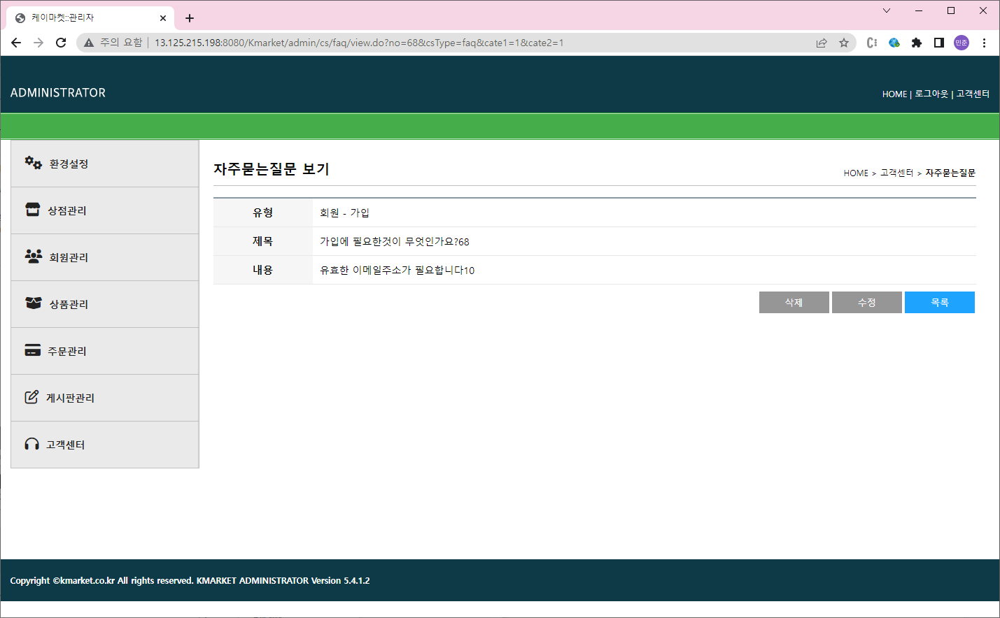 케이마켓::관리자
주의 요함 | 13.125.215.198:8080/Kmarket/admin/cs/faq/view.do?no=68&csType=faq&cate1=1&cate2=1
민준
ADMINISTRATOR
HOME | 로그아웃 | 고객센터
환경설정
상점관리
회원관리
상품관리
주문관리
게시판관리
고객센터
자주묻는질문 보기
HOME > 고객센터 > 자주묻는질문
유형 회원 - 가입
제목 가입에 필요한것이 무엇인가요?68
내용 유효한 이메일주소가 필요합니다10
삭제 수정 목록
Copyright ©kmarket.co.kr All rights reserved. KMARKET ADMINISTRATOR Version 5.4.1.2